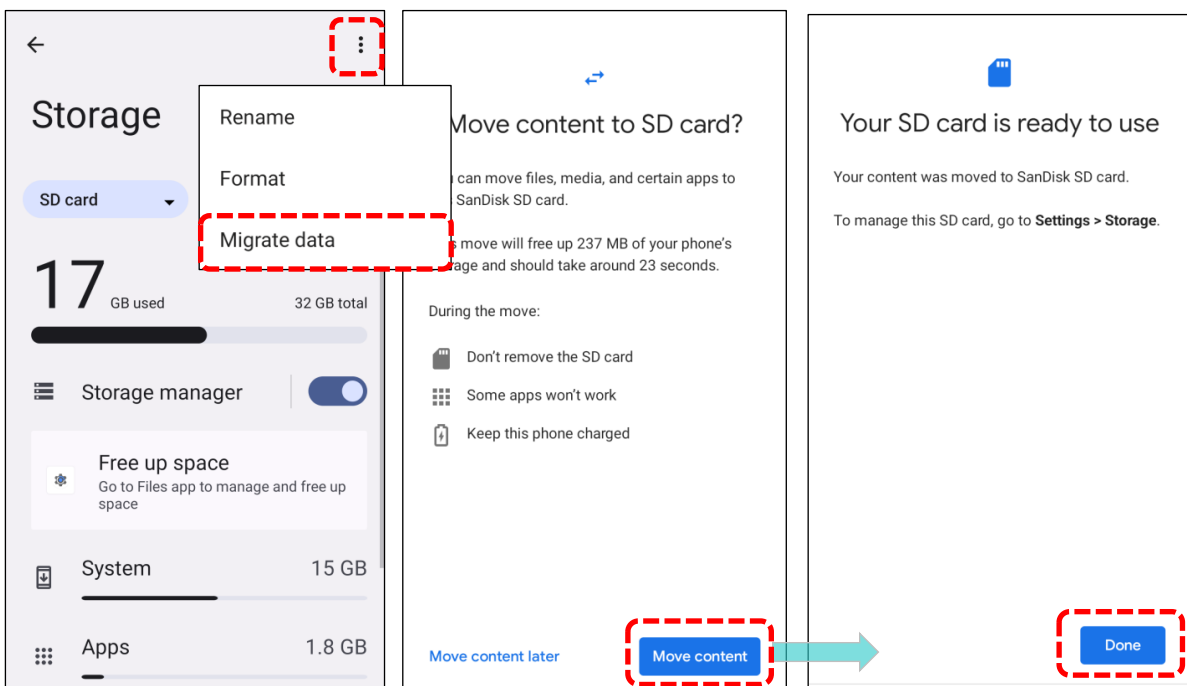 Storage
SD card
17 GB used
32 GB total
Storage manager
Free up space
Go to Files app to manage and free up
space
System
15 GB
Apps
1.8 GB
Rename
Format
Migrate data
Move content to SD card?
can move files, media, and certain apps to
SanDisk SD card.
move will free up 237 MB of your phone's
and should take around 23 seconds.
During the move:
Don't remove the SD card
Some apps won't work
Keep this phone charged
Move content later
Move content
Your SD card is ready to use
Your content was moved to SanDisk SD card.
To manage this SD card, go to Settings > Storage.
Done